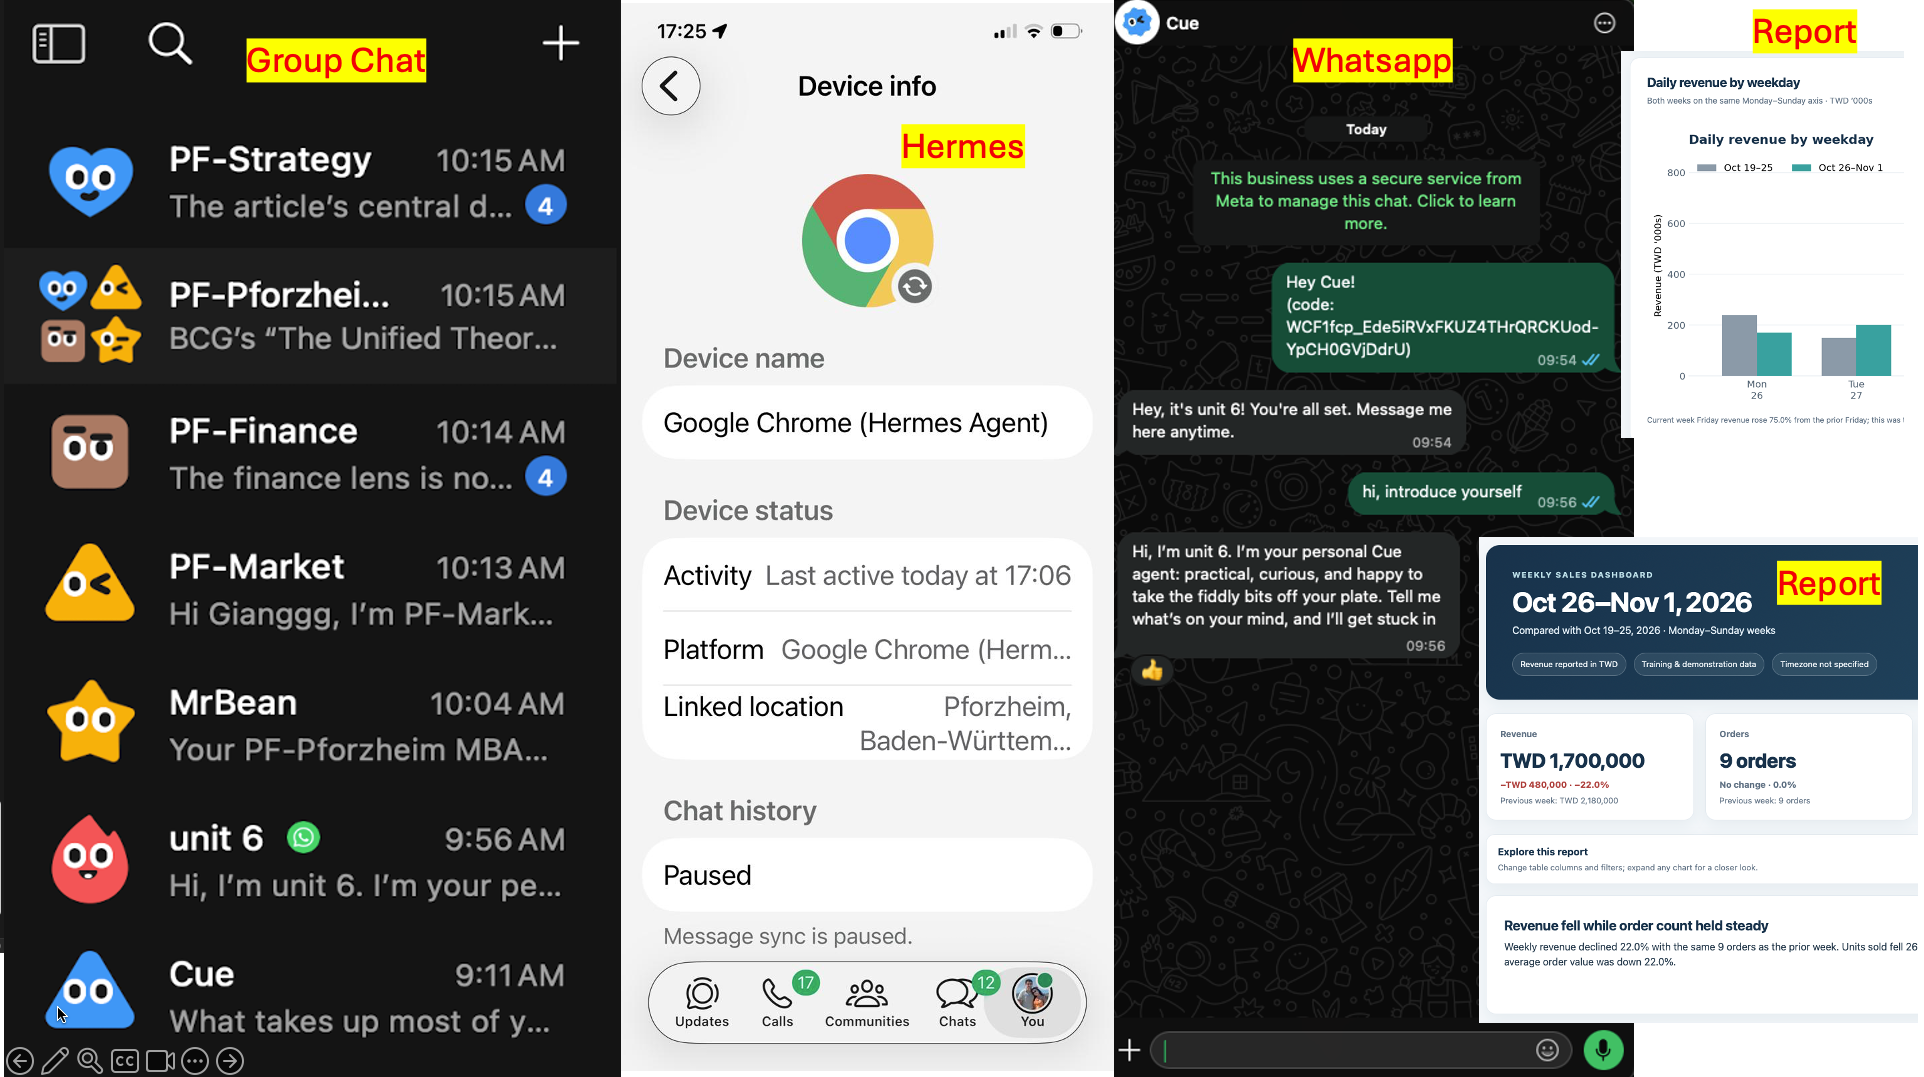 Group Chat
PF-Strategy
10:15 AM
The article's central d...
4
PF-Pforzhei...
10:15 AM
BCG's "The Unified Theor...
PF-Finance
10:14 AM
The finance lens is no...
4
PF-Market
10:13 AM
Hi Gianggg, I'm PF-Mark...
MrBean
10:04 AM
Your PF-Pforzheim MBA...
unit 6
9:56 AM
Hi, I'm unit 6. I'm your pe...
Cue
9:11 AM
What takes up most of y...
CC
17:25
Device info
Hermes
Device name
Google Chrome (Hermes Agent)
Device status
Activity
Last active today at 17:06
Platform
Google Chrome (Herm...
Linked location
Pforzheim,
Baden-Württem...
Chat history
Paused
Message sync is paused.
17
12
Updates
Calls
Communities
Chats
You
Cue
Whatsapp
Today
This business uses a secure service from
Meta to manage this chat. Click to learn
more.
Hey Cue!
(code:
WCF1fcp_Ede5iRVxFKUZ4THrQRCKUod-
YpCH0GVjDdrU)
09:54
Hey, it's unit 6! You're all set. Message me
here anytime.
09:54
hi, introduce yourself
09:56
Hi, I'm unit 6. I'm your personal Cue
agent: practical, curious, and happy to
take the fiddly bits off your plate. Tell me
what's on your mind, and I'll get stuck in
09:56
Report
Daily revenue by weekday
Both weeks on the same Monday–Sunday axis · TWD '000s
Daily revenue by weekday
Oct 19–25
Oct 26–Nov 1
Revenue (TWD '000s)
800
600
400
200
0
Mon
26
Tue
27
Current week Friday revenue rose 75.0% from the prior Friday; this was
Report
WEEKLY SALES DASHBOARD
Oct 26–Nov 1, 2026
Compared with Oct 19–25, 2026 · Monday–Sunday weeks
Revenue reported in TWD
Training & demonstration data
Timezone not specified
Revenue
TWD 1,700,000
−TWD 480,000 · −22.0%
Previous week: TWD 2,180,000
Orders
9 orders
No change · 0.0%
Previous week: 9 orders
Explore this report
Change table columns and filters; expand any chart for a closer look.
Revenue fell while order count held steady
Weekly revenue declined 22.0% with the same 9 orders as the prior week. Units sold fell 26
average order value was down 22.0%.